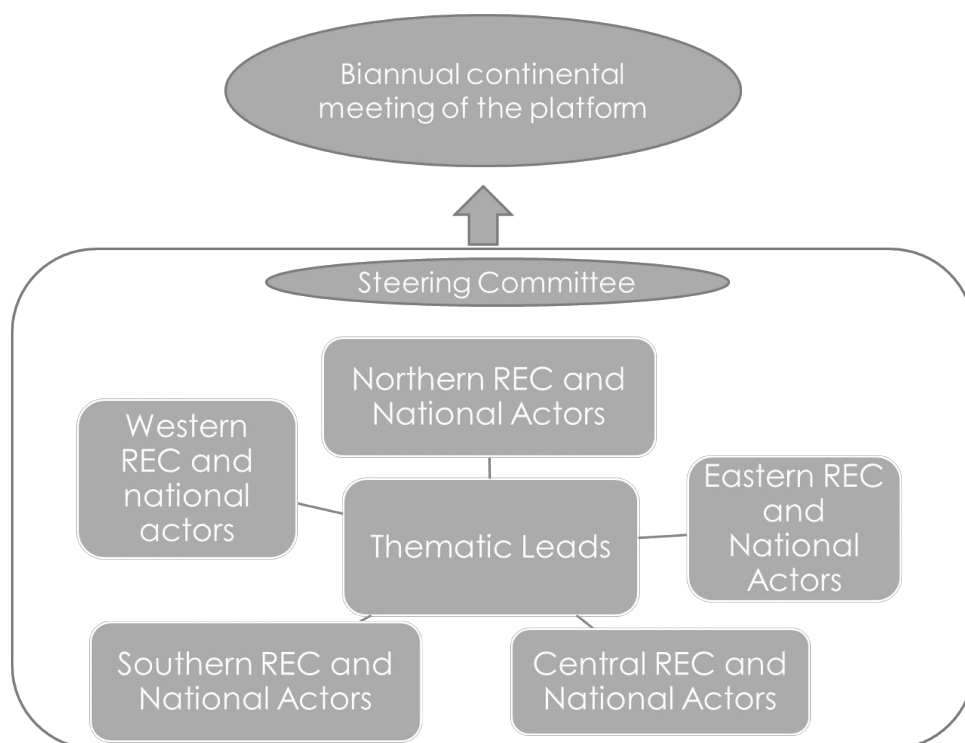 Biannual continental
meeting of the platform
Steering Committee
Northern REC and
National Actors
Western
REC and
national
actors
Eastern REC
and
National
Actors
Thematic Leads
Southern REC and
National Actors
Central REC and
National Actors